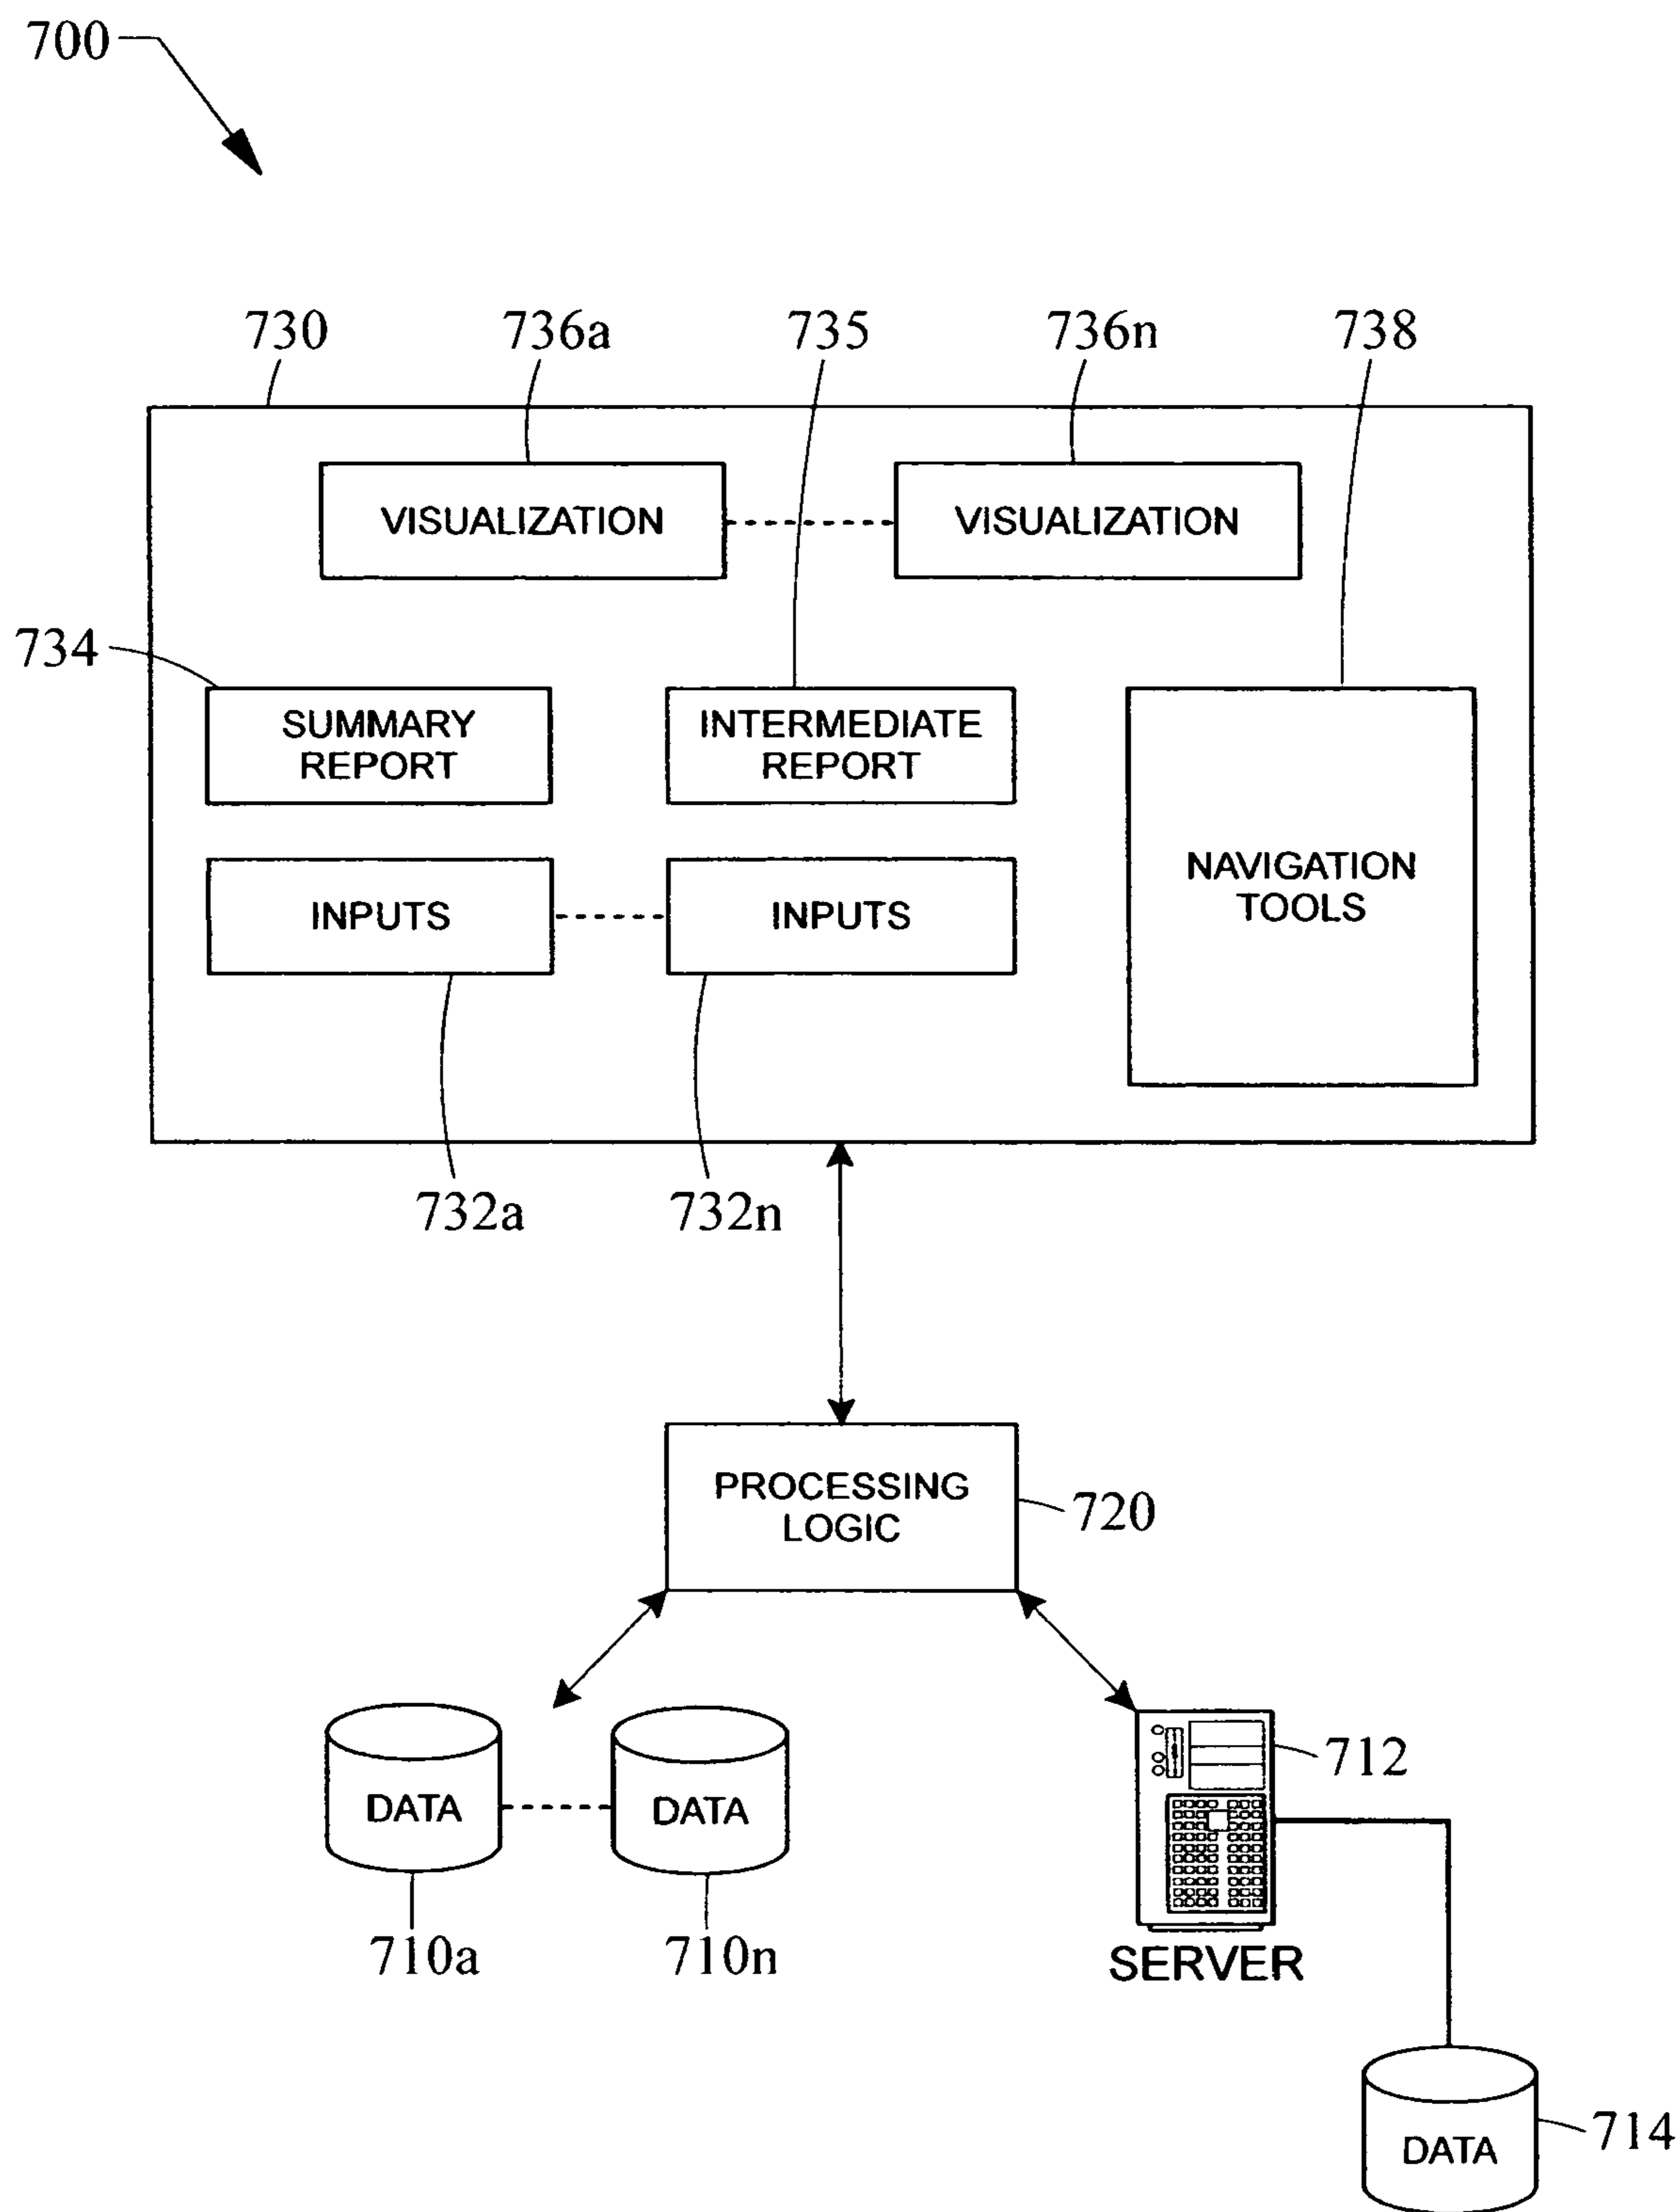 700
730
736a
735
736n
738
VISUALIZATION
VISUALIZATION
734
SUMMARY
REPORT
INTERMEDIATE
REPORT
NAVIGATION
TOOLS
INPUTS
INPUTS
732a
732n
PROCESSING
LOGIC
720
712
DATA
DATA
710a
710n
SERVER
714
DATA